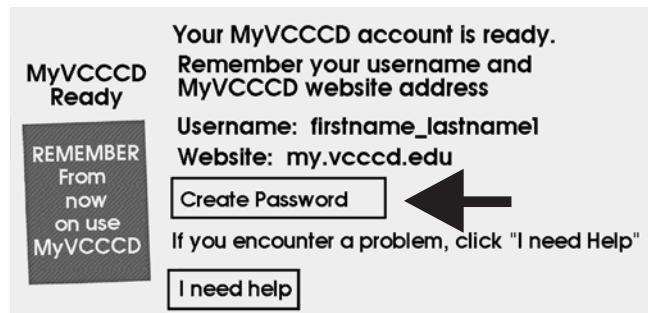 Your MyVCCCD account is ready.
MyVCCCD
Ready
Remember your username and
MyVCCCD website address
REMEMBER
From
now
on use
MyVCCCD
Username: firstname_lastname1
Website: my.vcccd.edu
Create Password
If you encounter a problem, click "I need Help"
I need help